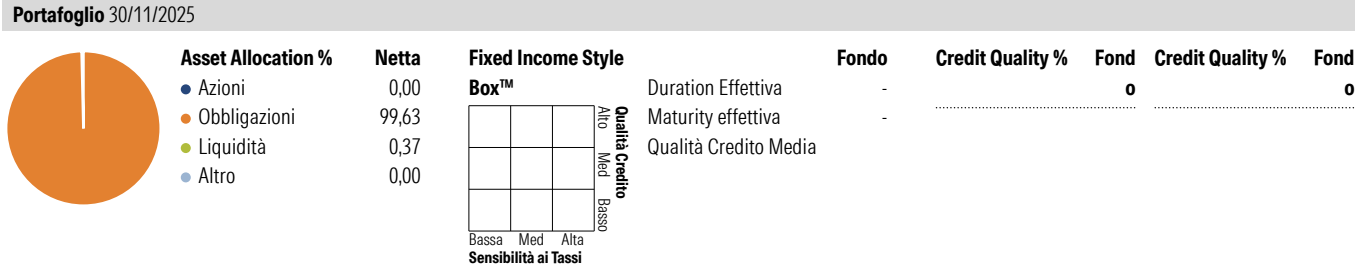 Portafoglio 30/11/2025
Asset Allocation % Netta
Azioni 0,00
Obbligazioni 99,63
Liquidità 0,37
Altro 0,00
Fixed Income Style
Box™
Alto Med Basso
Qualità Credito
Bassa Med Alta
Sensibilità ai Tassi
Fondo
Duration Effettiva -
Maturity effettiva -
Qualità Credito Media
Credit Quality % Fond
o
Credit Quality % Fond
o